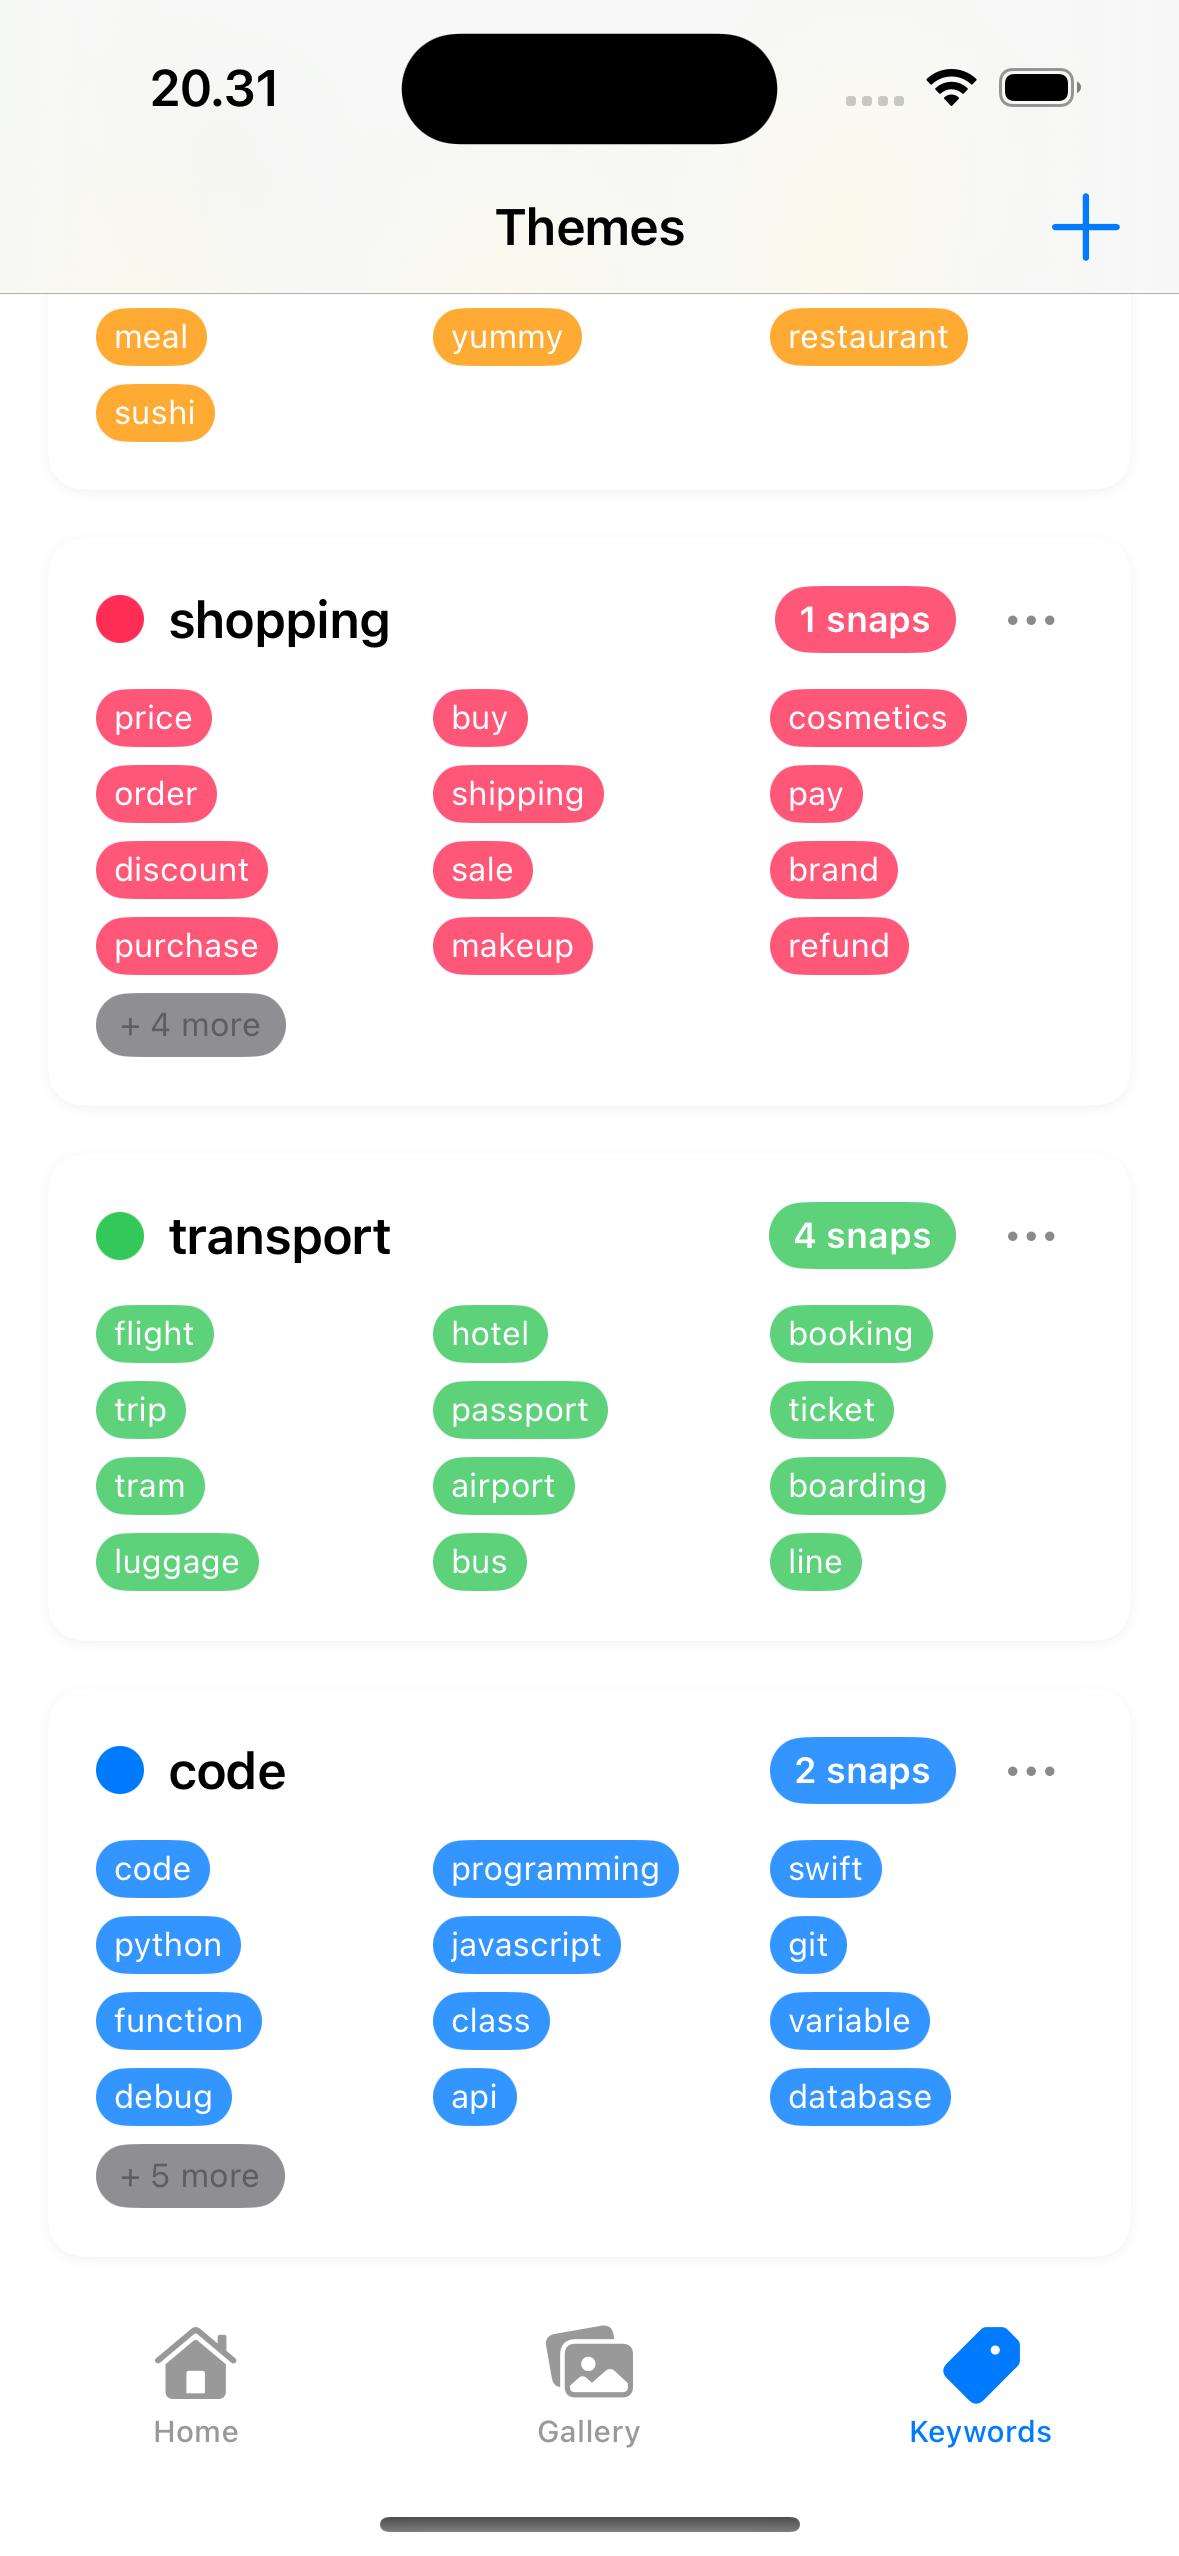 20.31
Themes
meal yummy restaurant
sushi
shopping 1 snaps
price buy cosmetics
order shipping pay
discount sale brand
purchase makeup refund
+ 4 more
transport 4 snaps
flight hotel booking
trip passport ticket
tram airport boarding
luggage bus line
code 2 snaps
code programming swift
python javascript git
function class variable
debug api database
+ 5 more
Home Gallery Keywords